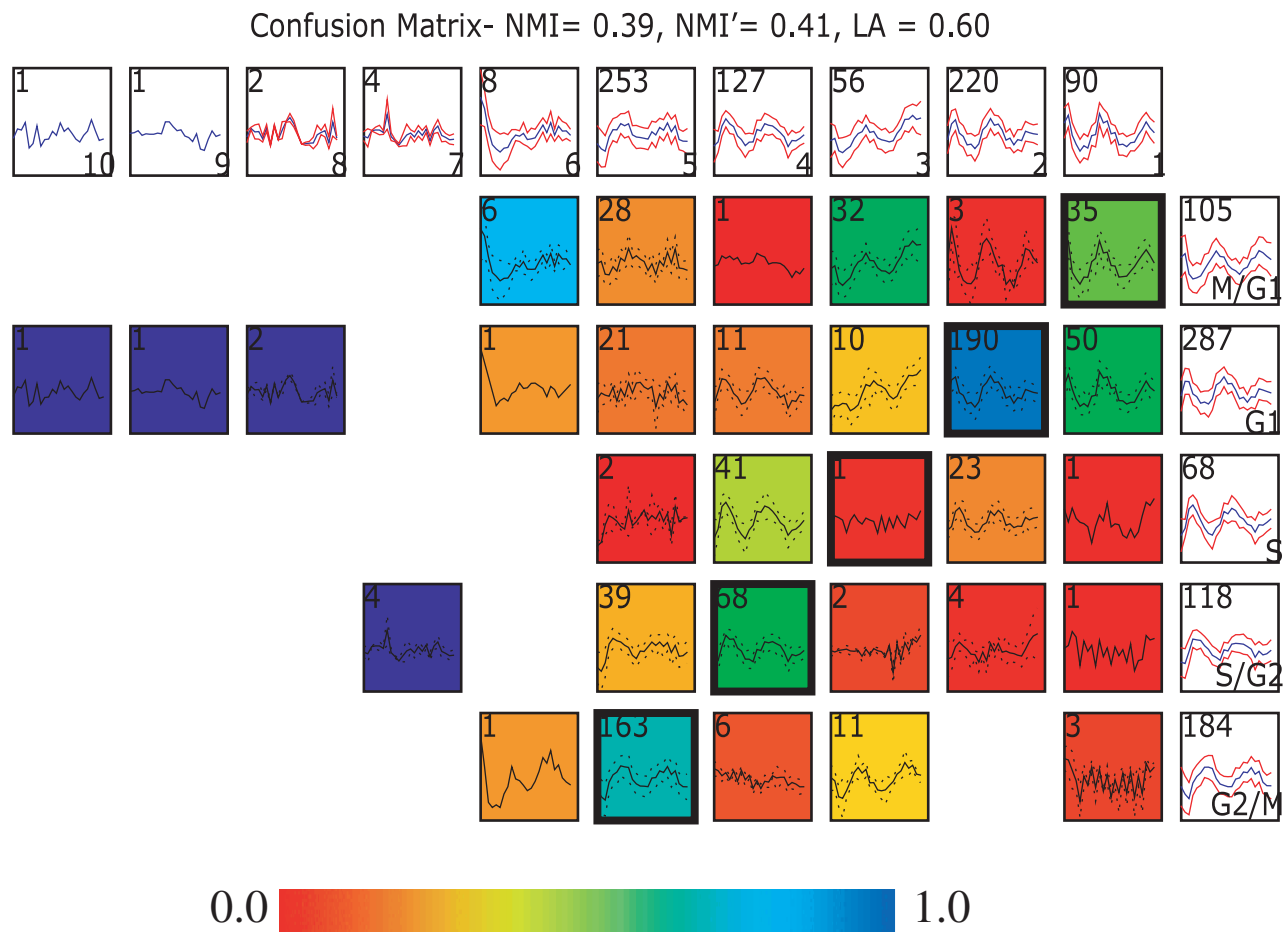 Confusion Matrix- NMI= 0.39, NMI'= 0.41, LA = 0.60
1 1 2 4 8 253 127 56 220 90
10 9 8 7 6 5 4 3 2 1
6 28 1 32 3 35 105
M/G1
1 1 2 1 21 11 10 190 50 287
G1
2 41 1 23 1 68
S
4 39 68 2 4 1 118
S/G2
1 163 6 11 3 184
G2/M
0.0 1.0